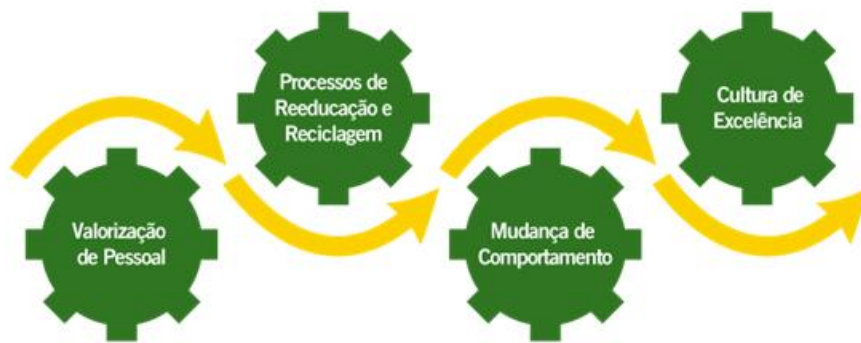 Valorização
de Pessoal
Processos de
Reeducação e
Reciclagem
Mudança de
Comportamento
Cultura de
Excelência